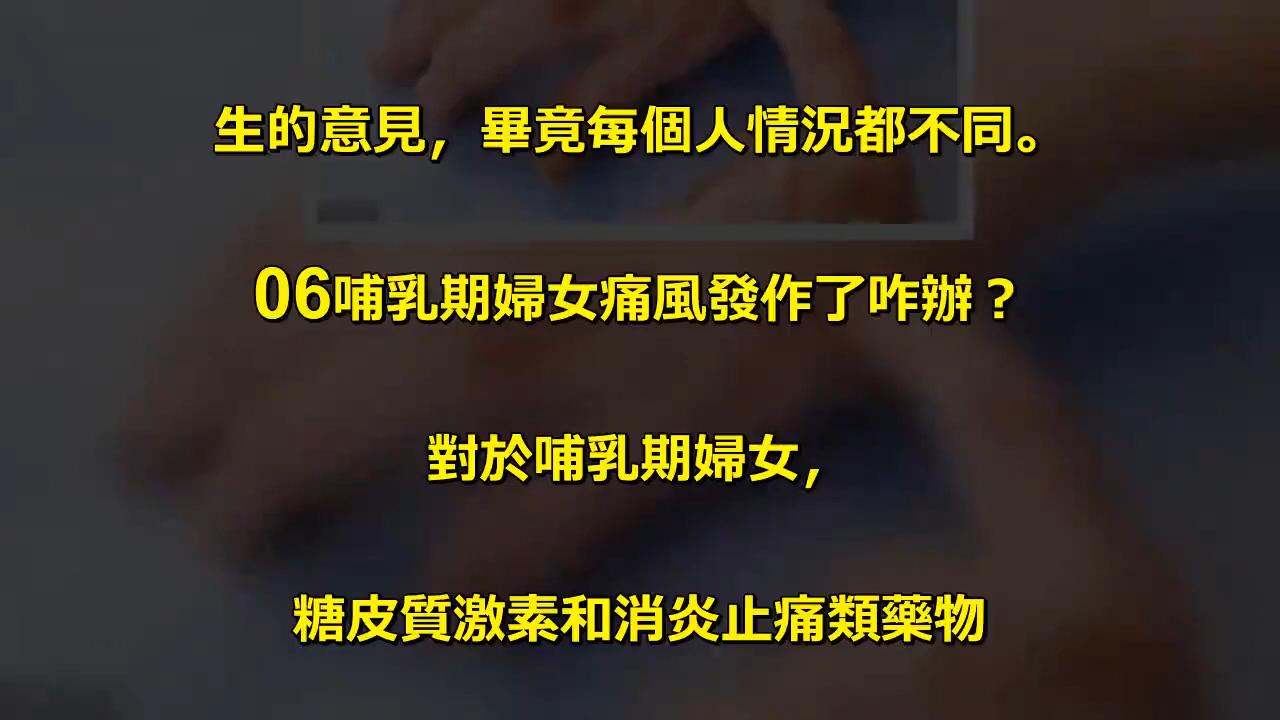 生的意見，畢竟每個人情況都不同。
06哺乳期婦女痛風發作了咋辦？
對於哺乳期婦女，
糖皮質激素和消炎止痛類藥物